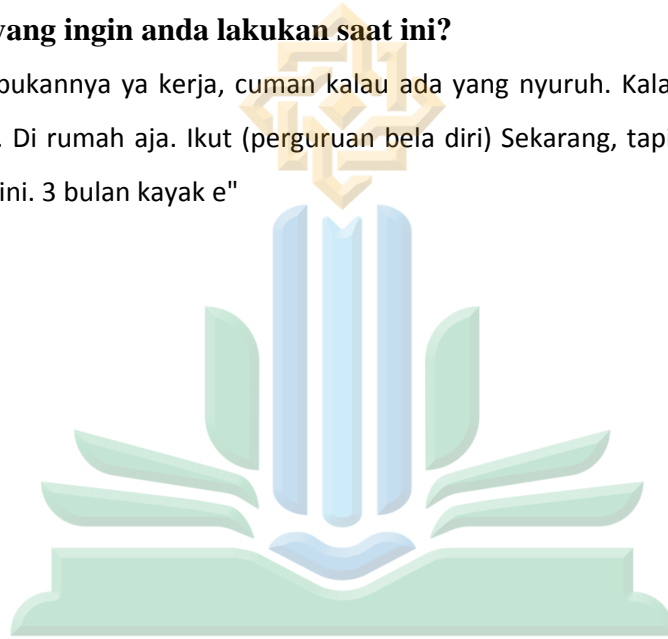 yang ingin anda lakukan saat ini?
bukannya ya kerja, cuman kalau ada yang nyuruh. Kala
. Di rumah aja. Ikut (perguruan bela diri) Sekarang, tapi
ini. 3 bulan kayak e"